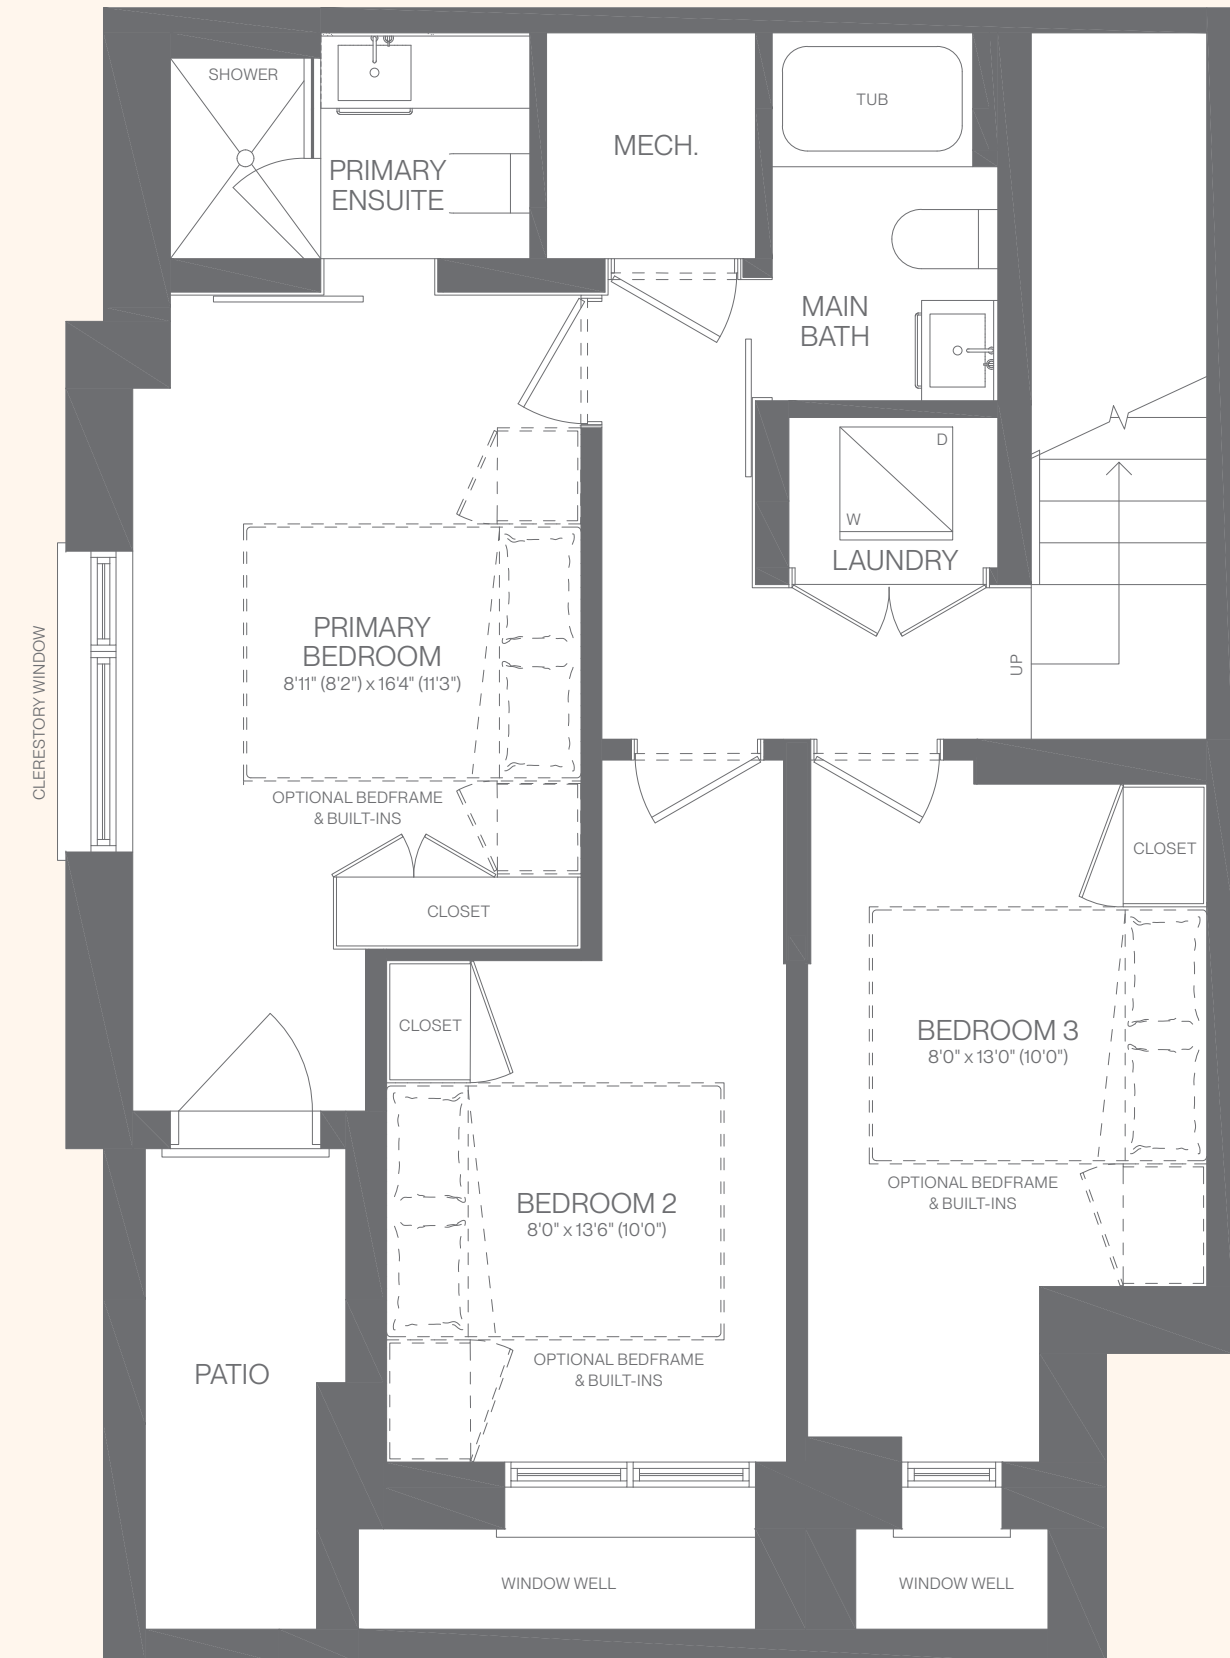 SHOWER
PRIMARY
ENSUITE
MECH.
TUB
MAIN
BATH
D
W
LAUNDRY
UP
CLERESTORY WINDOW
PRIMARY
BEDROOM
8'11" (8'2") x 16'4" (11'3")
OPTIONAL BEDFRAME
& BUILT-INS
CLOSET
CLOSET
CLOSET
BEDROOM 3
8'0" x 13'0" (10'0")
OPTIONAL BEDFRAME
& BUILT-INS
BEDROOM 2
8'0" x 13'6" (10'0")
OPTIONAL BEDFRAME
& BUILT-INS
PATIO
WINDOW WELL
WINDOW WELL